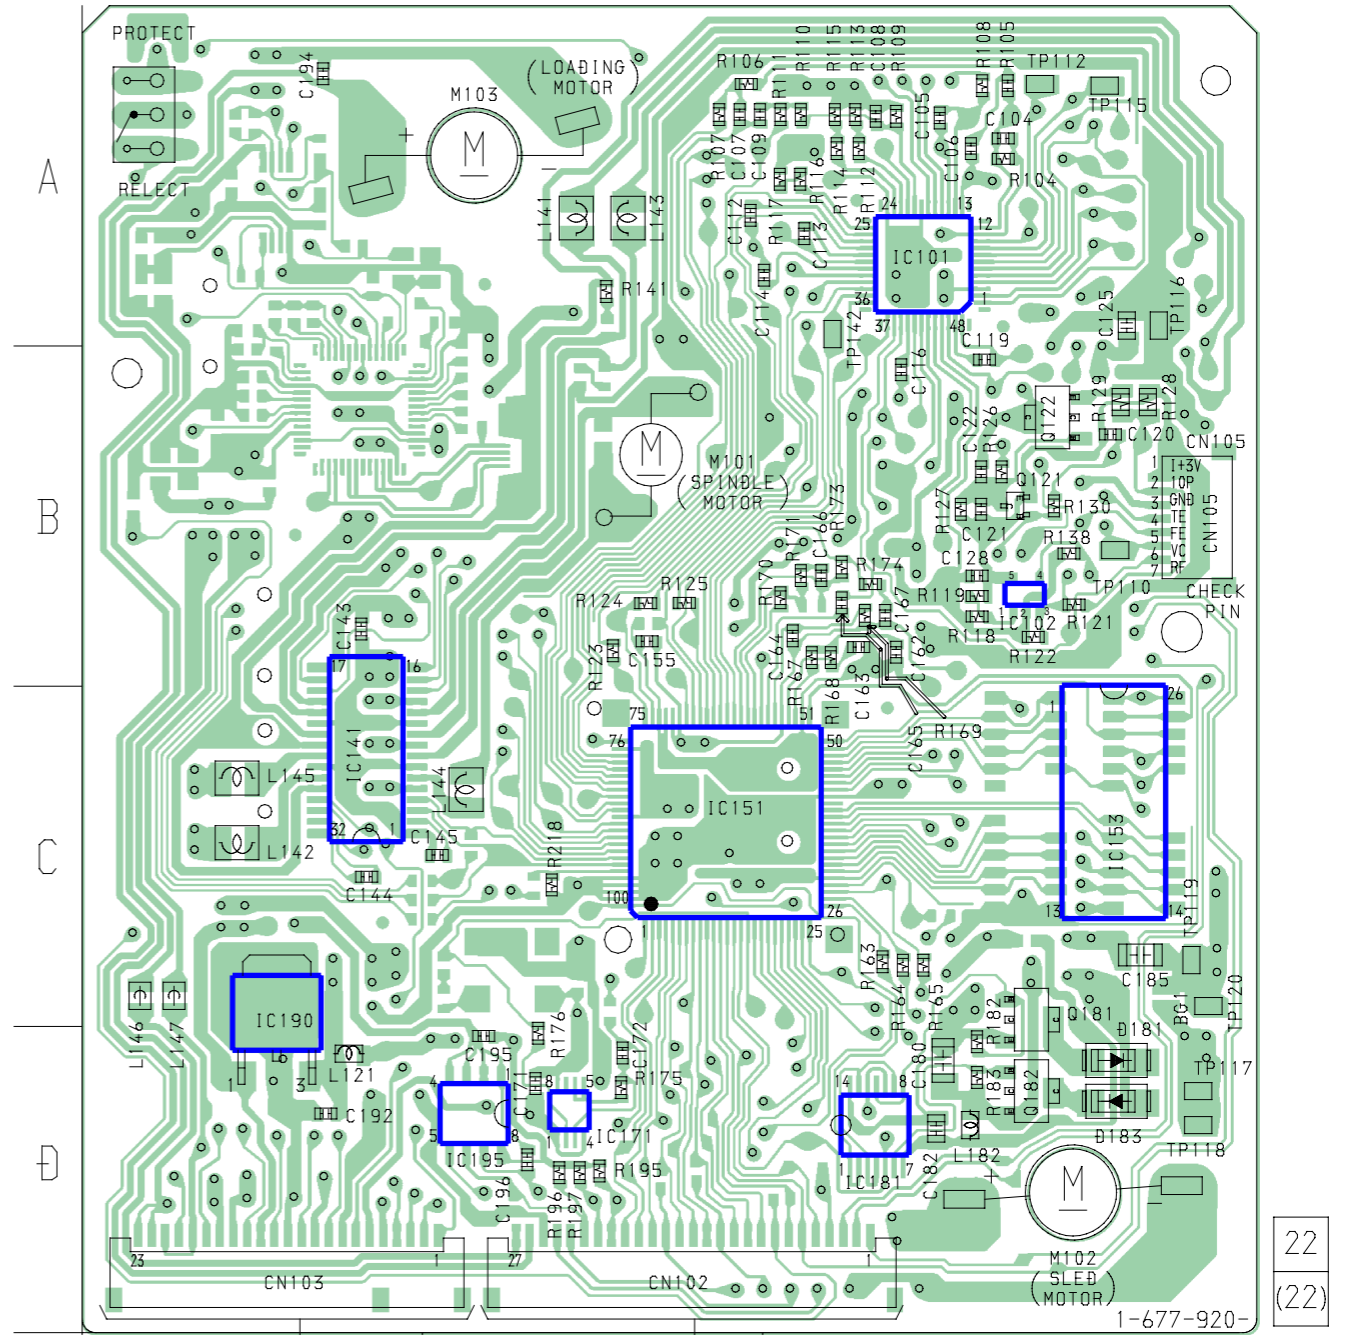 PROTECT
RELECT
C194
M103
(LOADING
MOTOR)
+
M
−
R106
R111
R110
R115
R113
C108
R109
R108
R105
TP112
TP115
C105
C106
C104
R104
R107
C107
C109
R116
R114
R112
A
L141
L143
C112
R117
C113
24
13
25
12
IC101
36
1
37
48
R141
C114
TP142
C125
TP116
C119
C116
M
M101
(SPINDLE
MOTOR)
C122
R126
Q122
R129
R128
C120
CN105
1
I+3V
2
IOP
3
GND
4
TE
5
FE
6
VC
7
RF
CN105
CHECK
PIN
B
R127
C121
Q121
R130
R138
TP110
R171
C166
R173
R174
C128
R119
R118
5
4
1
2
3
IC102
R121
R122
R170
R124
R125
C143
R123
C155
C164
R167
R168
C163
C162
C167
R169
C165
17
16
IC141
32
1
L145
L142
L144
C145
C144
R218
75
51
76
50
IC151
100
26
1
25
1
26
IC153
13
14
TP119
C
R163
R164
R165
C185
BG1
TP120
L146
L147
IC190
1
3
L121
C192
C195
R176
C172
R175
C171
4
1
5
8
IC195
8
5
1
4
IC171
C196
R196
R197
R195
C180
R182
Q181
D181
R183
Q182
D183
TP117
TP118
14
8
1
7
IC181
C182
L182
D
+
M
−
M102
(SLED
MOTOR)
23
1
CN103
27
1
CN102
22
(22)
1-677-920-